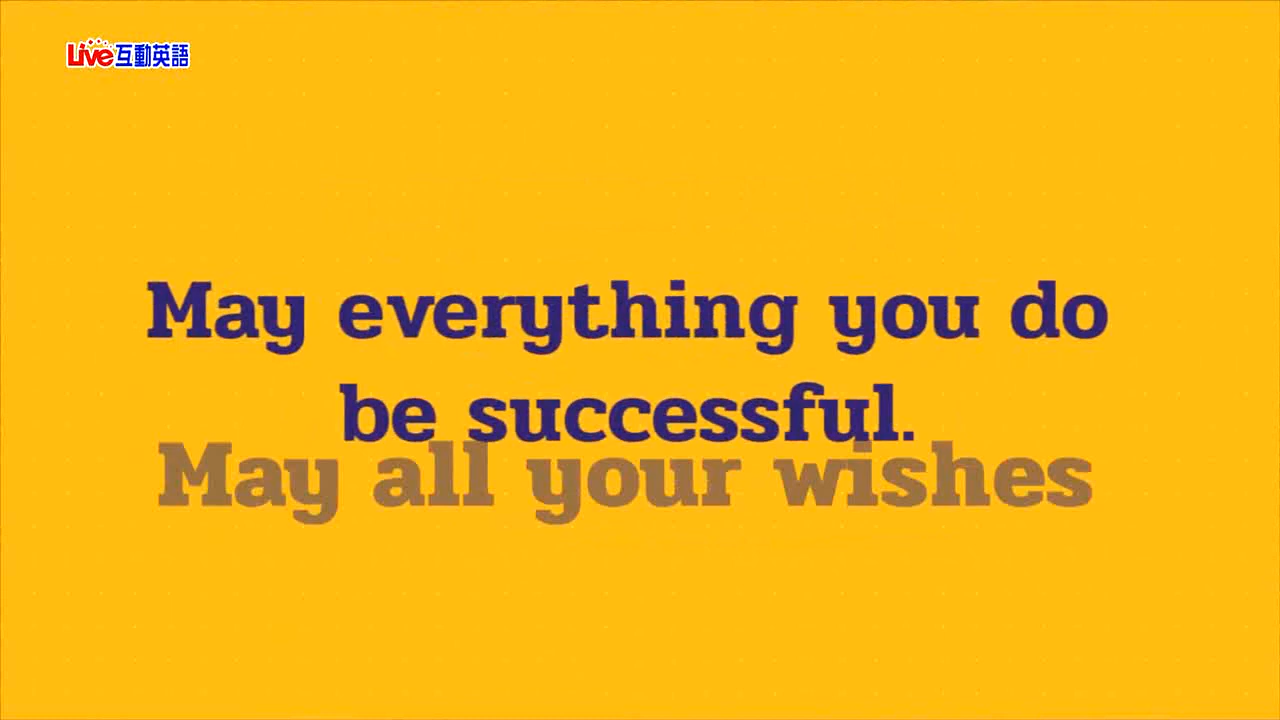 Live互動英語
May everything you do
be successful.
May all your wishes